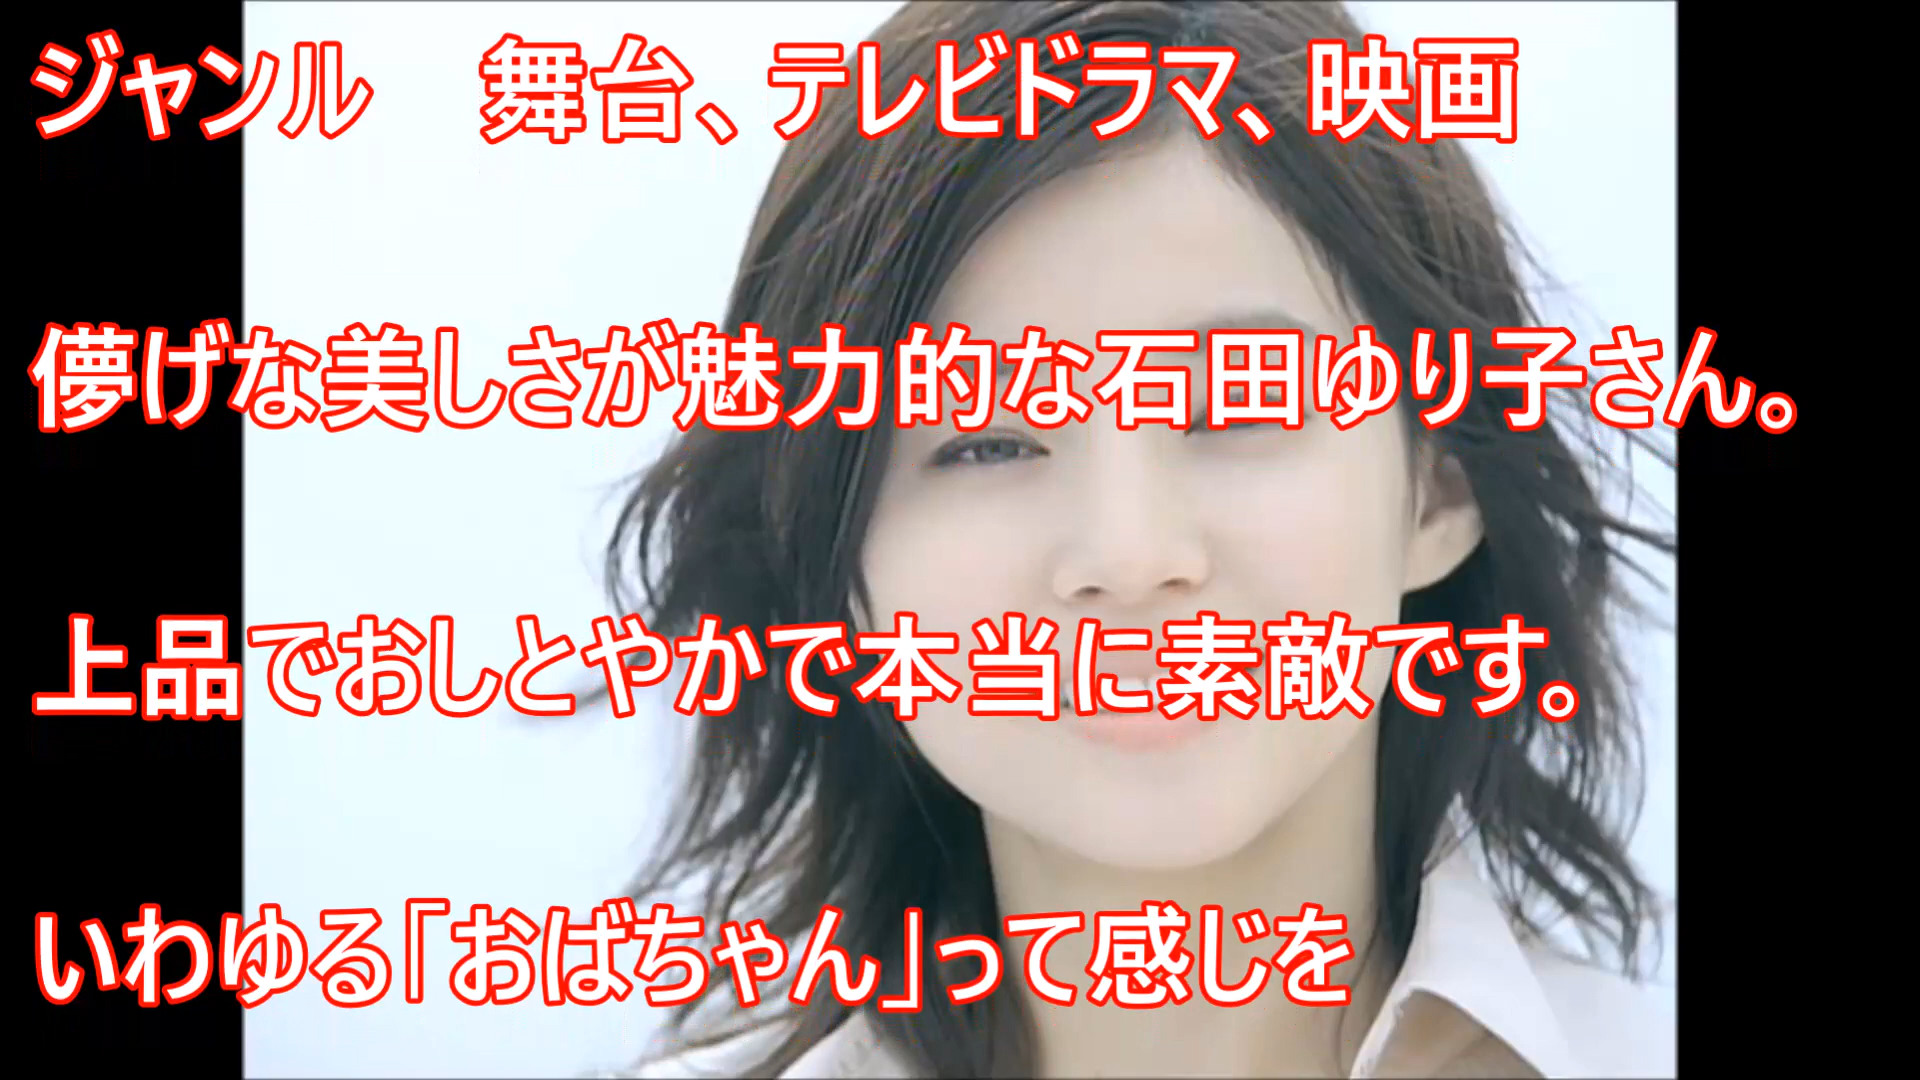 ジャンル　舞台、テレビドラマ、映画
儚げな美しさが魅力的な石田ゆり子さん。
上品でおしとやかで本当に素敵です。
いわゆる「おばちゃん」って感じを